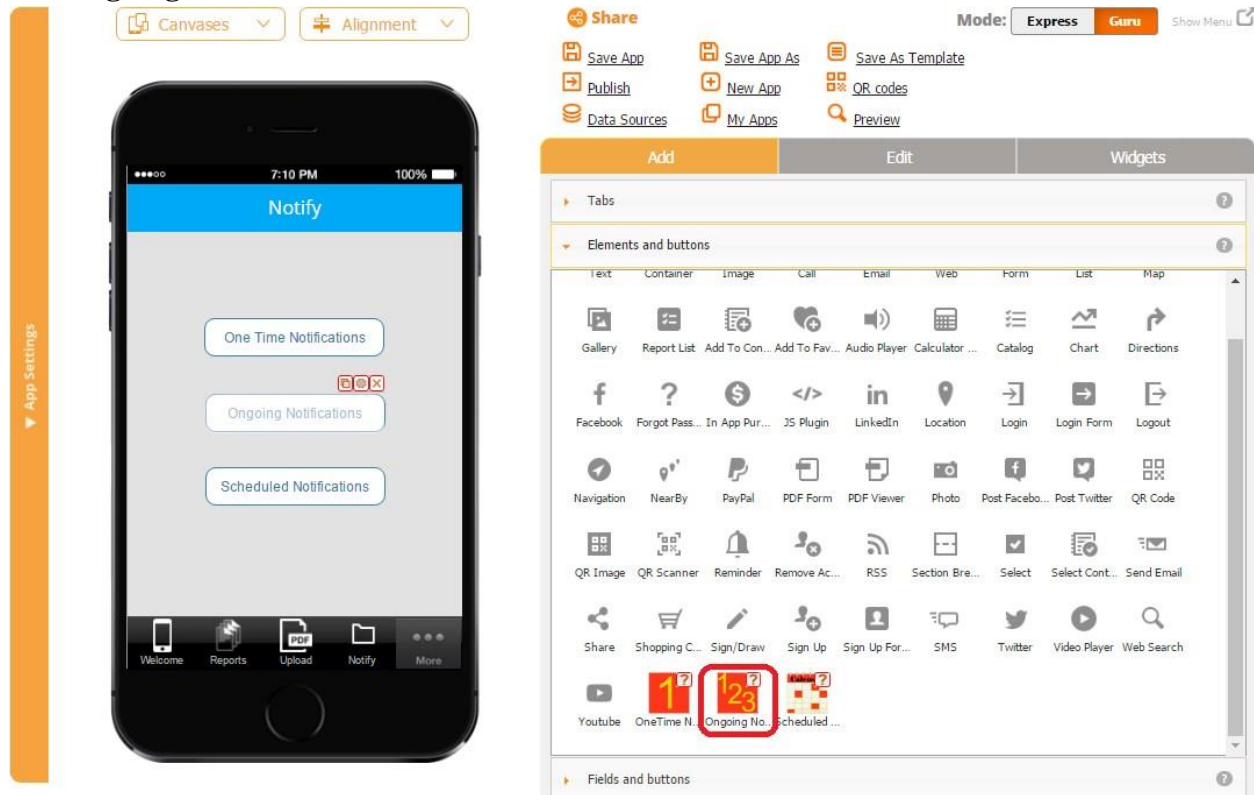 Canvases
Alignment
App Settings
7:10 PM
100%
Notify
One Time Notifications
Ongoing Notifications
Scheduled Notifications
PDF
Welcome
Reports
Upload
Notify
More
Share
Mode:
Express
Guru
Show Menu
Save App
Save App As
Save As Template
Publish
New App
QR codes
Data Sources
My Apps
Preview
Add
Edit
Widgets
Tabs
?
Elements and buttons
?
Text
Container
Image
Call
Email
Web
Form
List
Map
Gallery
Report List
Add To Con...
Add To Fav...
Audio Player
Calculator ...
Catalog
Chart
Directions
Facebook
Forgot Pass...
In App Pur...
JS Plugin
LinkedIn
Location
Login
Login Form
Logout
Navigation
NearBy
PayPal
PDF Form
PDF Viewer
Photo
Post Facebo...
Post Twitter
QR Code
QR Image
QR Scanner
Reminder
Remove Ac...
RSS
Section Bre...
Select
Select Cont...
Send Email
Share
Shopping C...
Sign/Draw
Sign Up
Sign Up For...
SMS
Twitter
Video Player
Web Search
1
?
123
?
?
Youtube
OneTime N...
Ongoing No...
Scheduled ...
Fields and buttons
?